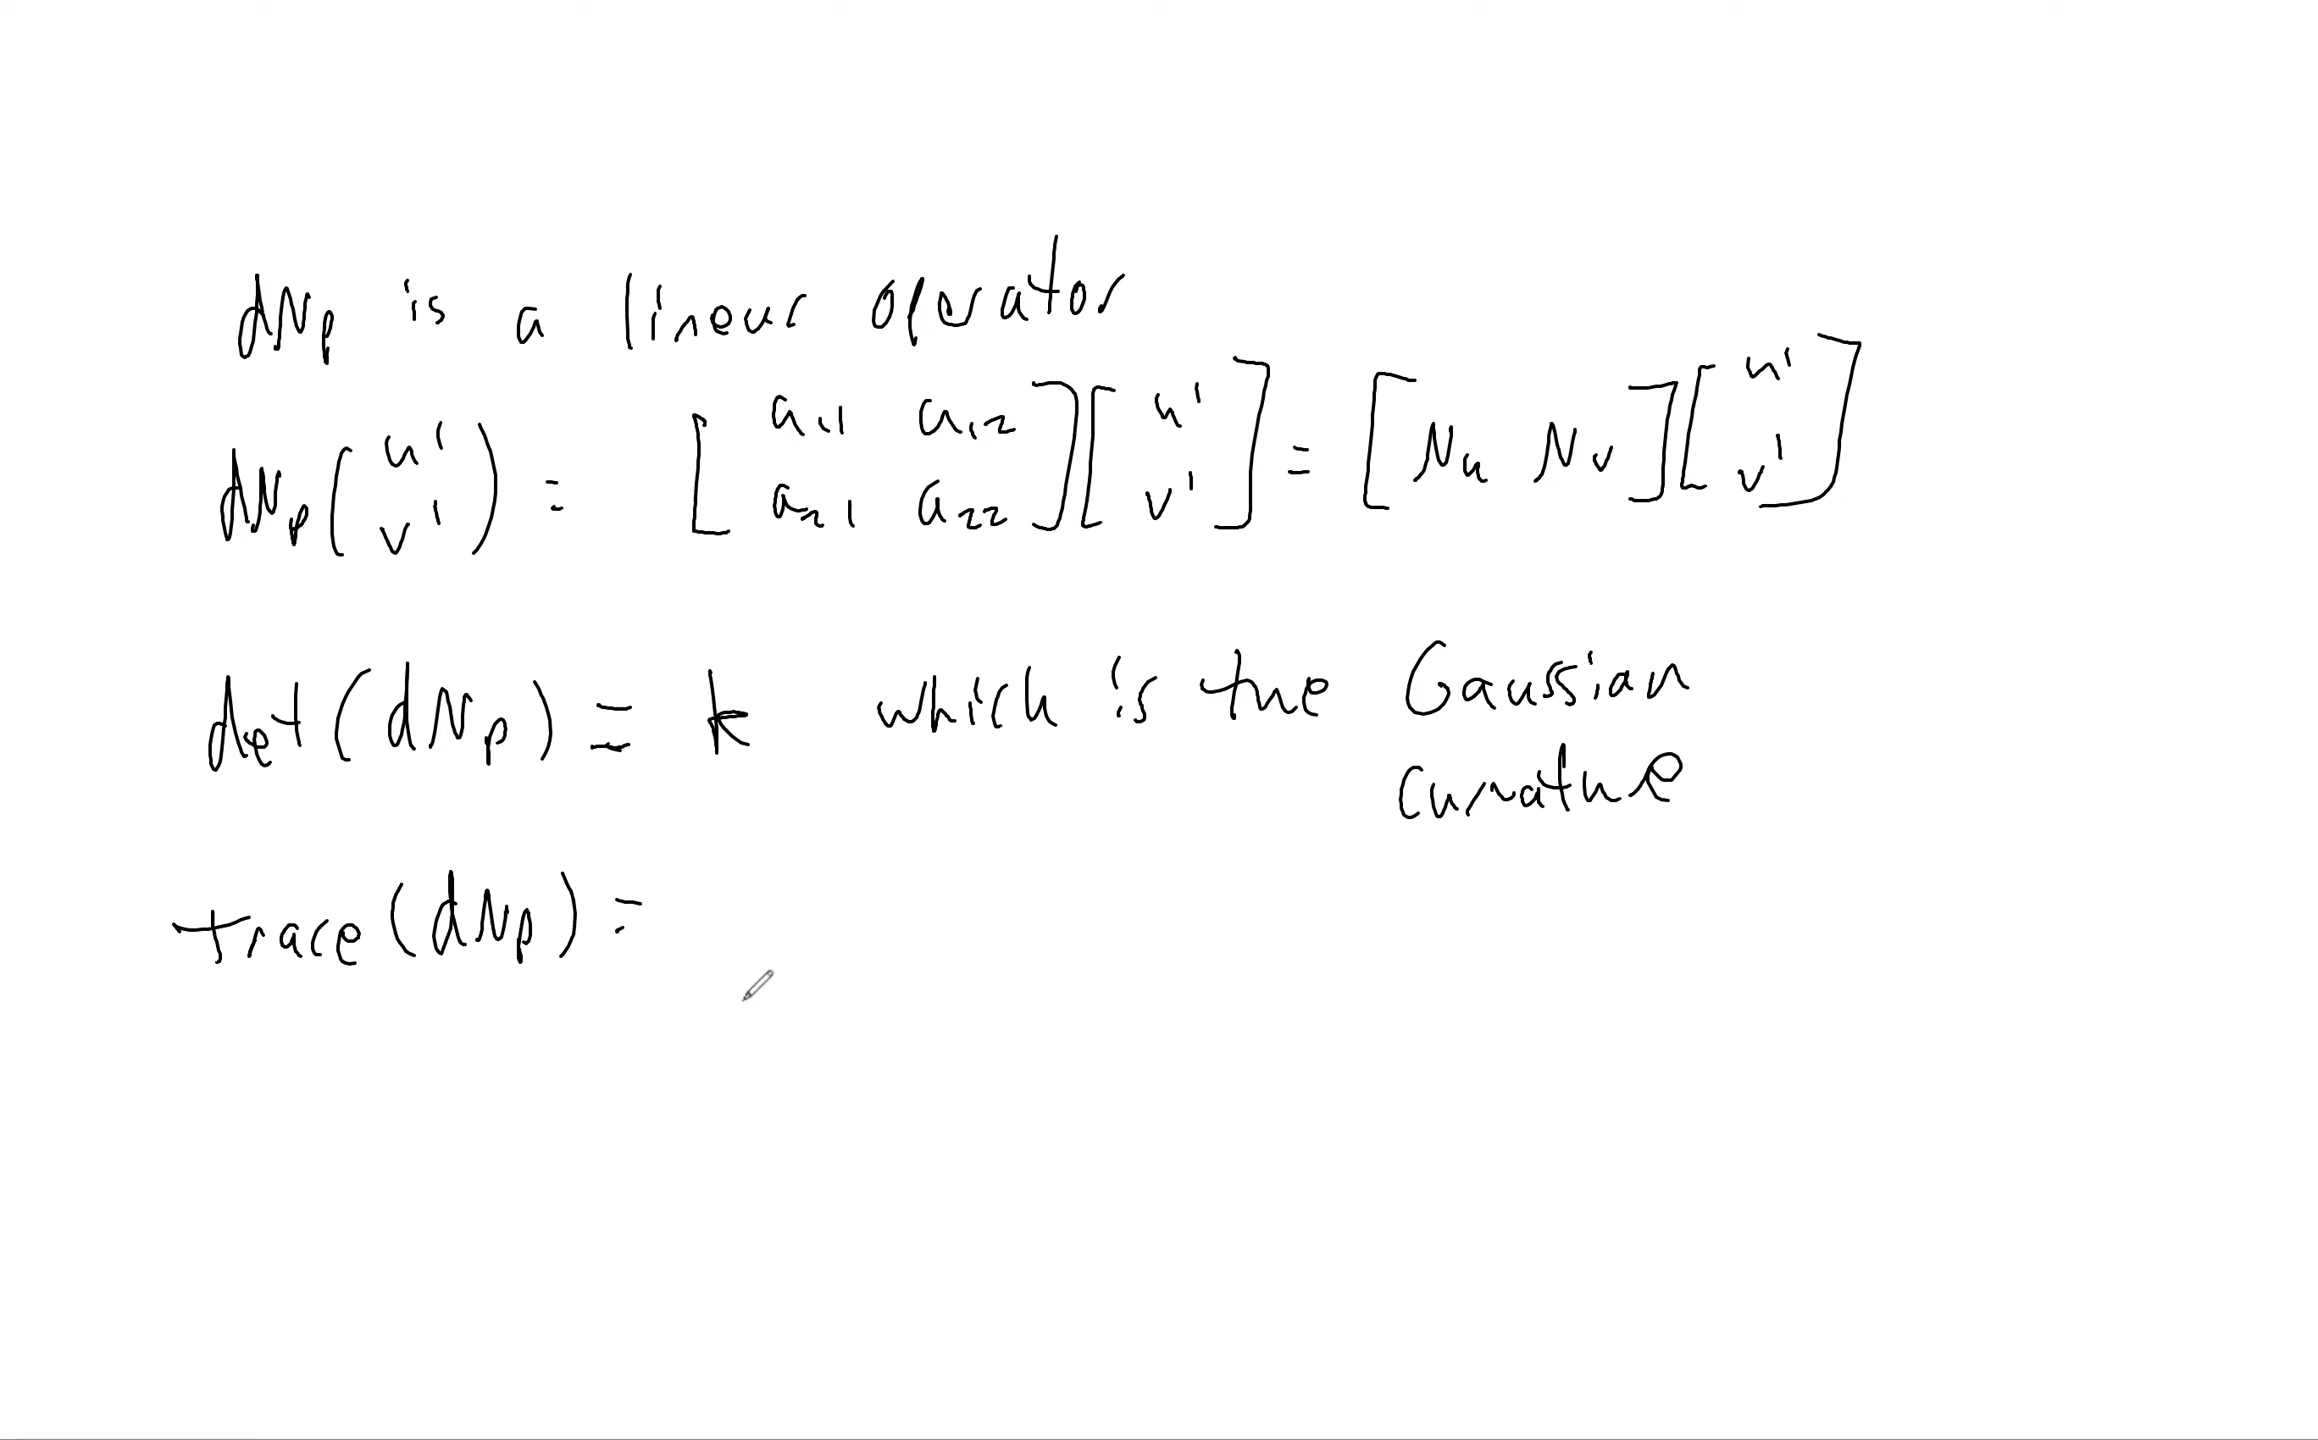 dNp is a linear operator
dNp(u' v') = [a11 a12 a21 a22][u' v'] = [Nu Nv][u' v']
det(dNp) = k which is the Gaussian
curvature
trace(dNp) =